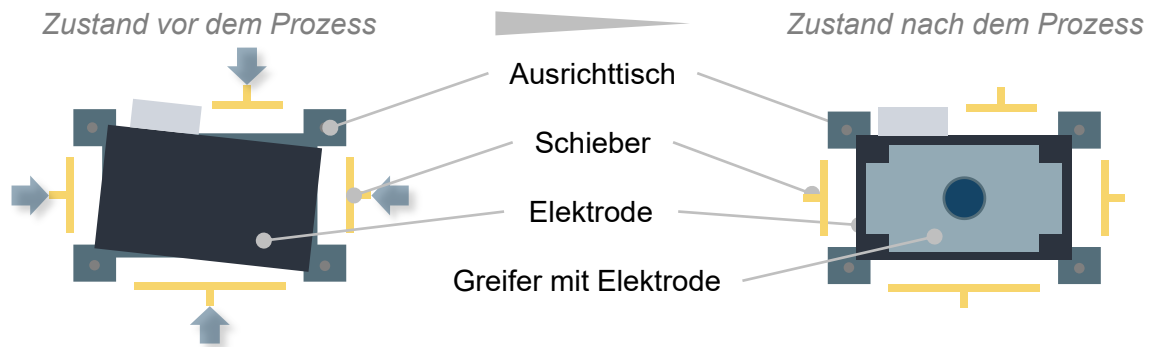 Zustand vor dem Prozess
Zustand nach dem Prozess
Ausrichttisch
Schieber
Elektrode
Greifer mit Elektrode